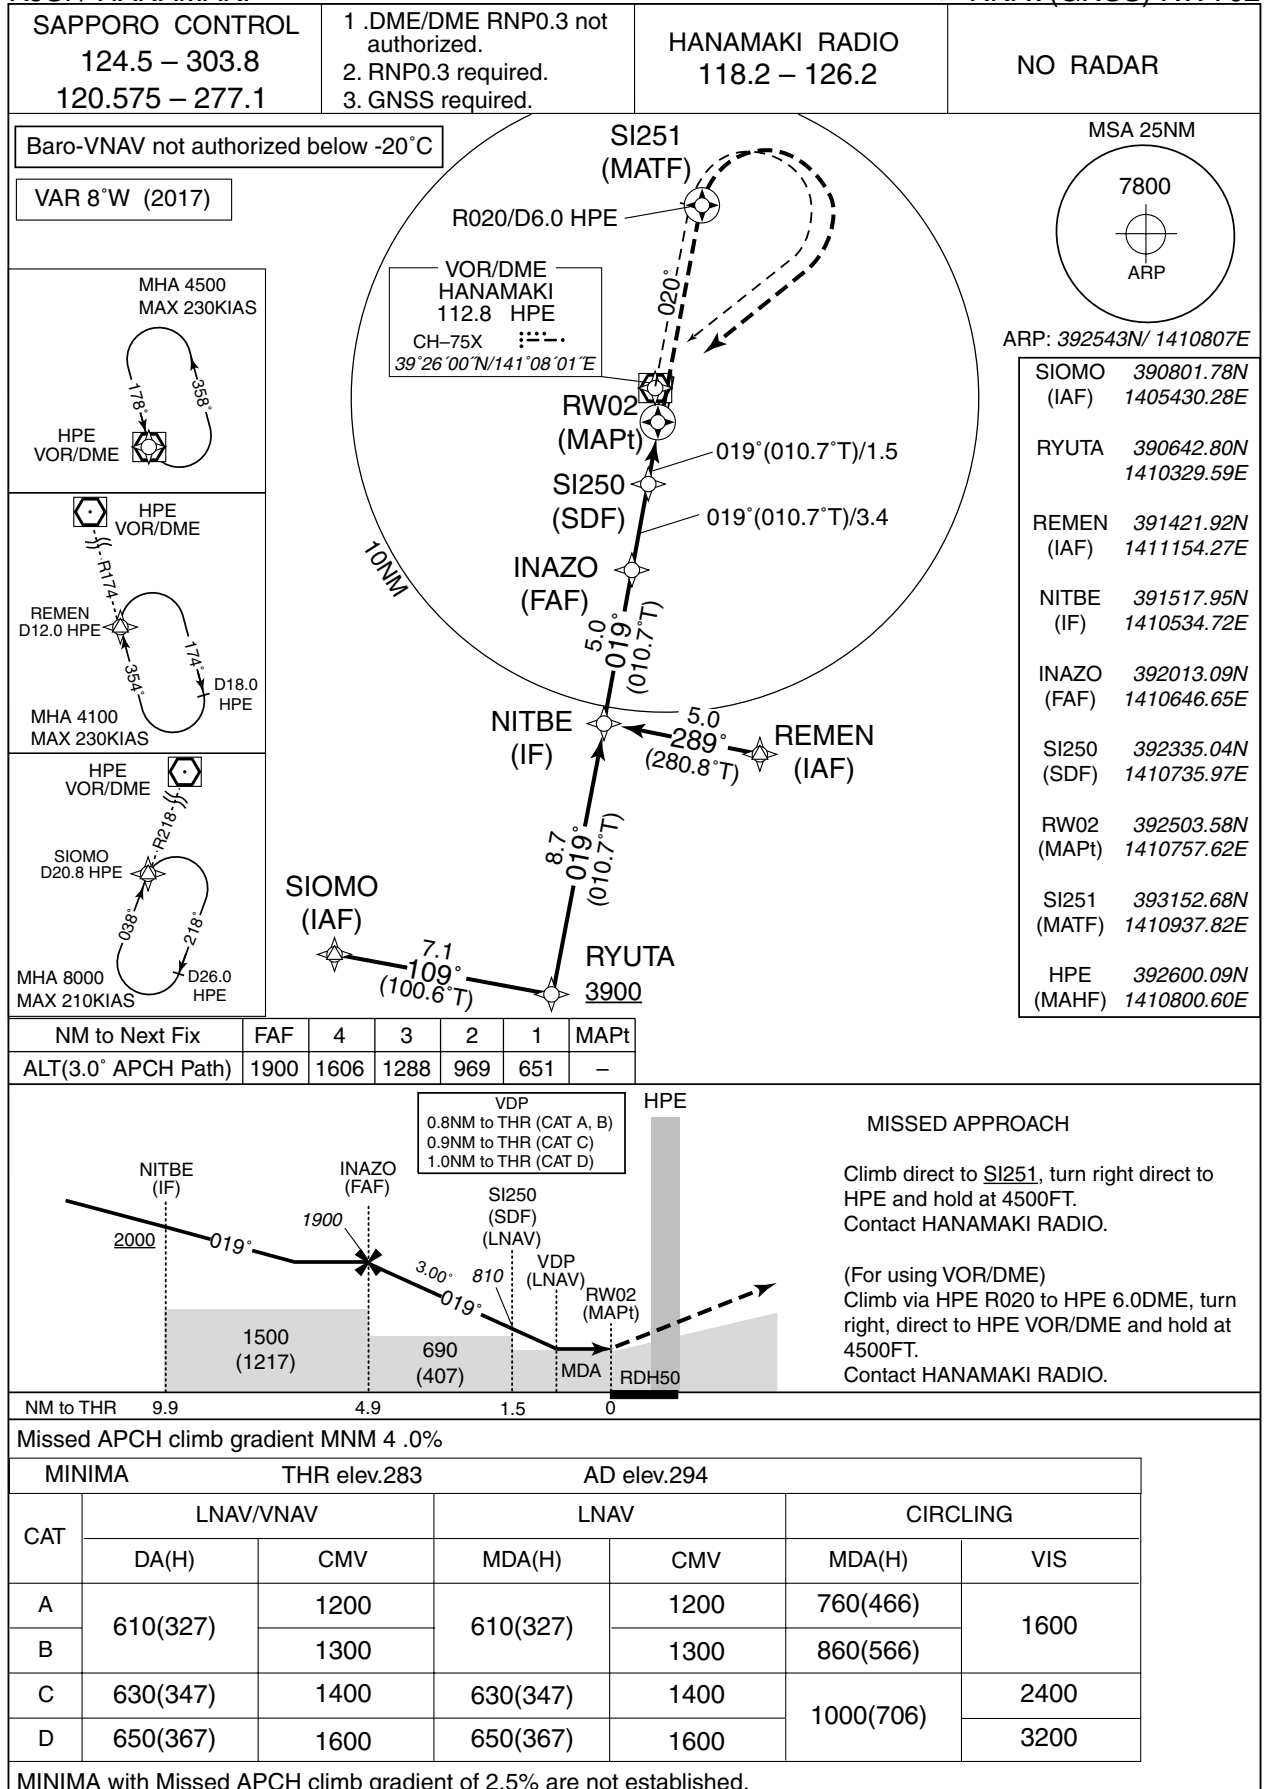 SAPPORO CONTROL
124.5 – 303.8
120.575 – 277.1
1 .DME/DME RNP0.3 not
authorized.
2. RNP0.3 required.
3. GNSS required.
HANAMAKI RADIO
118.2 – 126.2
NO RADAR
Baro-VNAV not authorized below -20˚C
VAR 8˚W (2017)
SI251
(MATF)
R020/D6.0 HPE
020°
VOR/DME
HANAMAKI
112.8 HPE
CH–75X
39˚26´00˝N/141˚08´01˝E
RW02
(MAPt)
019˚(010.7˚T)/1.5
SI250
(SDF)
019˚(010.7˚T)/3.4
INAZO
(FAF)
10NM
5.0
019°
(010.7˚T)
NITBE
(IF)
5.0
289°
(280.8˚T)
REMEN
(IAF)
8.7
019°
(010.7˚T)
SIOMO
(IAF)
7.1
109°
(100.6˚T)
RYUTA
3900
MSA 25NM
7800
ARP
ARP: 392543N/ 1410807E
SIOMO 390801.78N
(IAF) 1405430.28E
RYUTA 390642.80N
1410329.59E
REMEN 391421.92N
(IAF) 1411154.27E
NITBE 391517.95N
(IF) 1410534.72E
INAZO 392013.09N
(FAF) 1410646.65E
SI250 392335.04N
(SDF) 1410735.97E
RW02 392503.58N
(MAPt) 1410757.62E
SI251 393152.68N
(MATF) 1410937.82E
HPE 392600.09N
(MAHF) 1410800.60E
MHA 4500
MAX 230KIAS
178°
358°
HPE
VOR/DME
HPE
VOR/DME
R174
REMEN
D12.0 HPE
354°
174°
D18.0
HPE
MHA 4100
MAX 230KIAS
HPE
VOR/DME
R218
SIOMO
D20.8 HPE
038°
218°
D26.0
HPE
MHA 8000
MAX 210KIAS
NM to Next Fix FAF 4 3 2 1 MAPt
ALT(3.0˚ APCH Path) 1900 1606 1288 969 651 –
VDP
0.8NM to THR (CAT A, B)
0.9NM to THR (CAT C)
1.0NM to THR (CAT D)
HPE
NITBE
(IF)
2000
019°
INAZO
(FAF)
1900
3.00°
019°
SI250
(SDF)
(LNAV)
810
VDP
(LNAV)
RW02
(MAPt)
1500
(1217)
690
(407)
MDA
RDH50
NM to THR 9.9 4.9 1.5 0
MISSED APPROACH
Climb direct to SI251, turn right direct to
HPE and hold at 4500FT.
Contact HANAMAKI RADIO.
(For using VOR/DME)
Climb via HPE R020 to HPE 6.0DME, turn
right, direct to HPE VOR/DME and hold at
4500FT.
Contact HANAMAKI RADIO.
Missed APCH climb gradient MNM 4 .0%
MINIMA THR elev.283 AD elev.294
CAT LNAV/VNAV LNAV CIRCLING
DA(H) CMV MDA(H) CMV MDA(H) VIS
A 610(327) 1200 610(327) 1200 760(466) 1600
B 1300 1300 860(566)
C 630(347) 1400 630(347) 1400 1000(706) 2400
D 650(367) 1600 650(367) 1600 3200
MINIMA with Missed APCH climb gradient of 2.5% are not established.